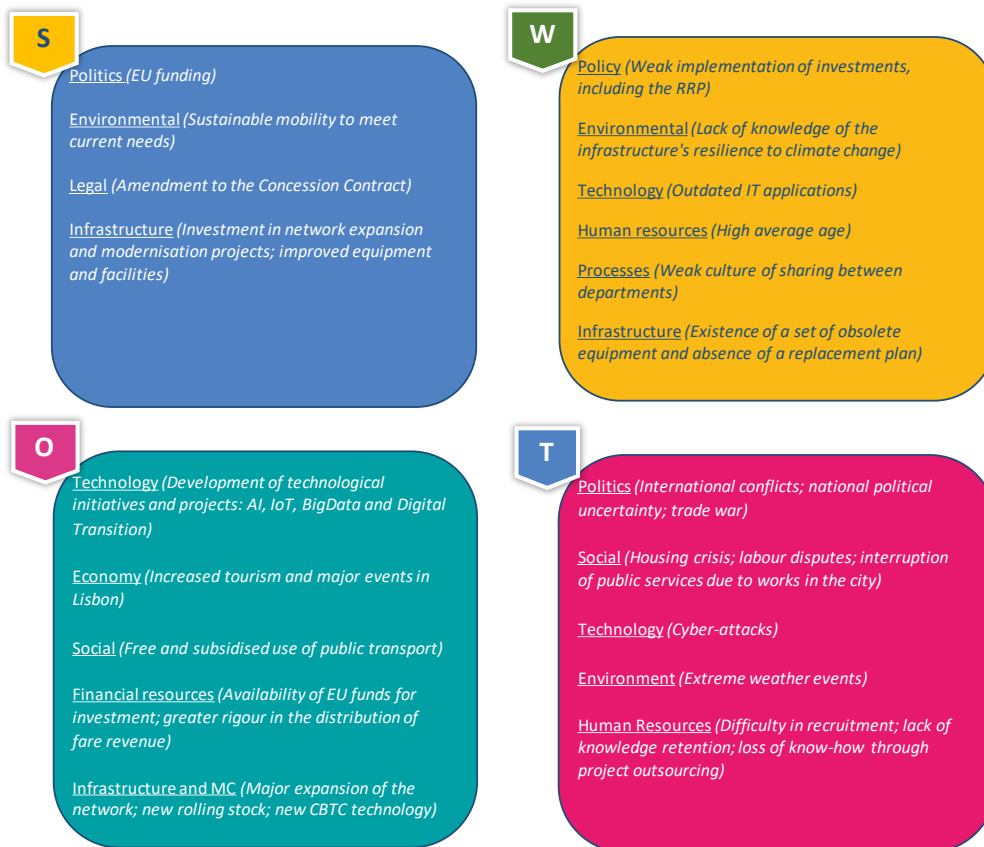 S
Politics (EU funding)
Environmental (Sustainable mobility to meet
current needs)
Legal (Amendment to the Concession Contract)
Infrastructure (Investment in network expansion
and modernisation projects; improved equipment
and facilities)
W
Policy (Weak implementation of investments,
including the RRP)
Environmental (Lack of knowledge of the
infrastructure's resilience to climate change)
Technology (Outdated IT applications)
Human resources (High average age)
Processes (Weak culture of sharing between
departments)
Infrastructure (Existence of a set of obsolete
equipment and absence of a replacement plan)
O
Technology (Development of technological
initiatives and projects: AI, IoT, BigData and Digital
Transition)
Economy (Increased tourism and major events in
Lisbon)
Social (Free and subsidised use of public transport)
Financial resources (Availability of EU funds for
investment; greater rigour in the distribution of
fare revenue)
Infrastructure and MC (Major expansion of the
network; new rolling stock; new CBTC technology)
T
Politics (International conflicts; national political
uncertainty; trade war)
Social (Housing crisis; labour disputes; interruption
of public services due to works in the city)
Technology (Cyber-attacks)
Environment (Extreme weather events)
Human Resources (Difficulty in recruitment; lack of
knowledge retention; loss of know-how through
project outsourcing)